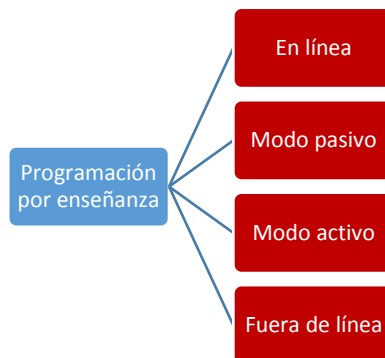 En línea
Modo pasivo
Programación
por enseñanza
Modo activo
Fuera de línea